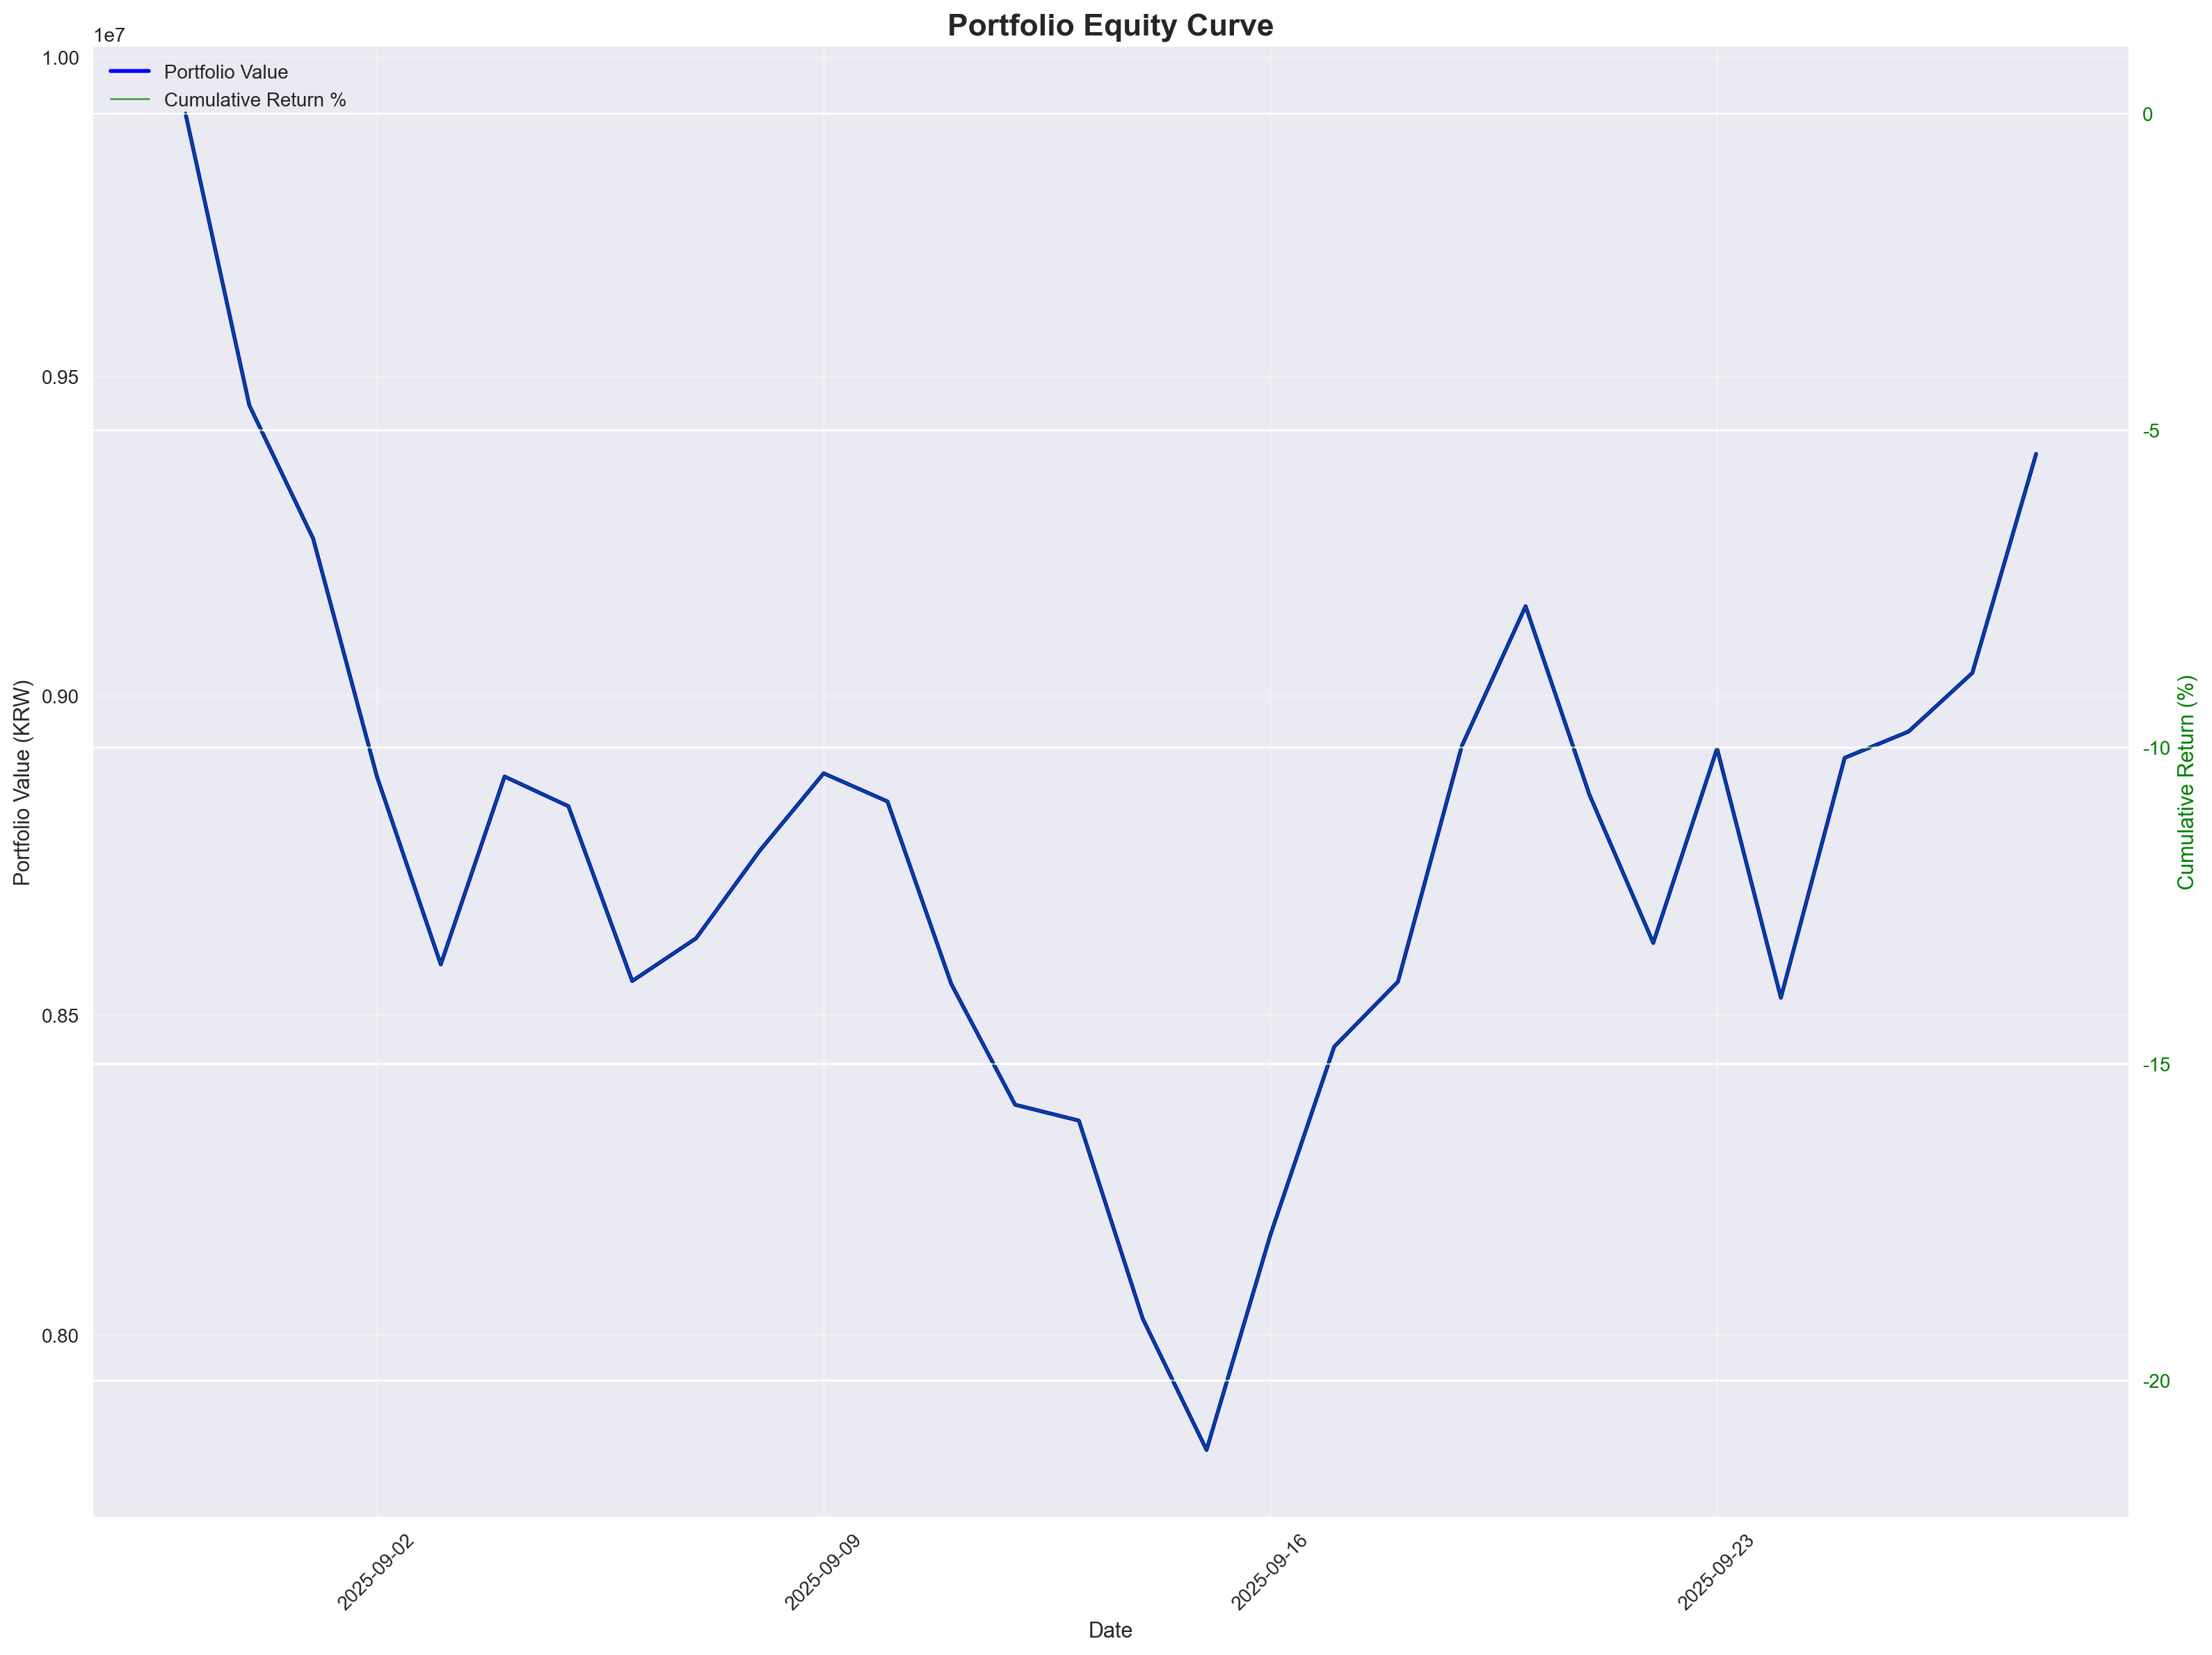 Portfolio Equity Curve
1e7
Portfolio Value
Cumulative Return %
1.00
0.95
0.90
0.85
0.80
Portfolio Value (KRW)
0
-5
-10
-15
-20
Cumulative Return (%)
2025-09-02
2025-09-09
2025-09-16
2025-09-23
Date